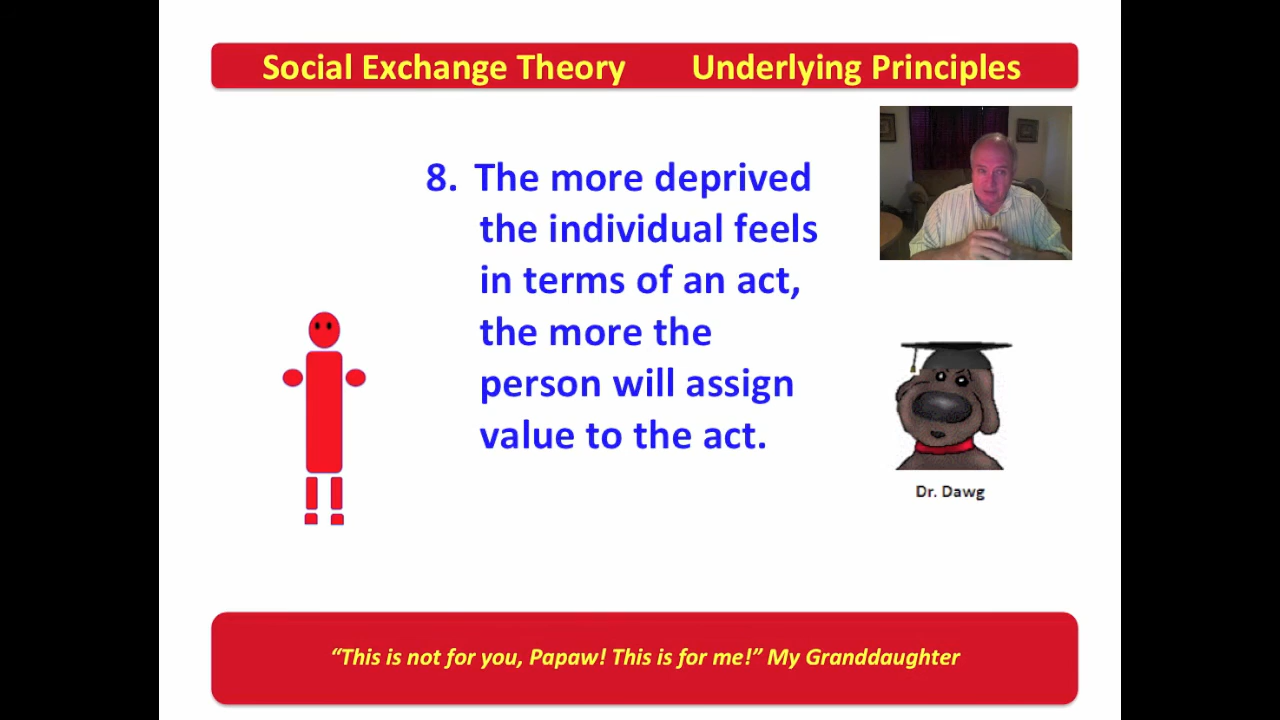 Social Exchange Theory Underlying Principles
8. The more deprived
the individual feels
in terms of an act,
the more the
person will assign
value to the act.
Dr. Dawg
“This is not for you, Papaw! This is for me!” My Granddaughter